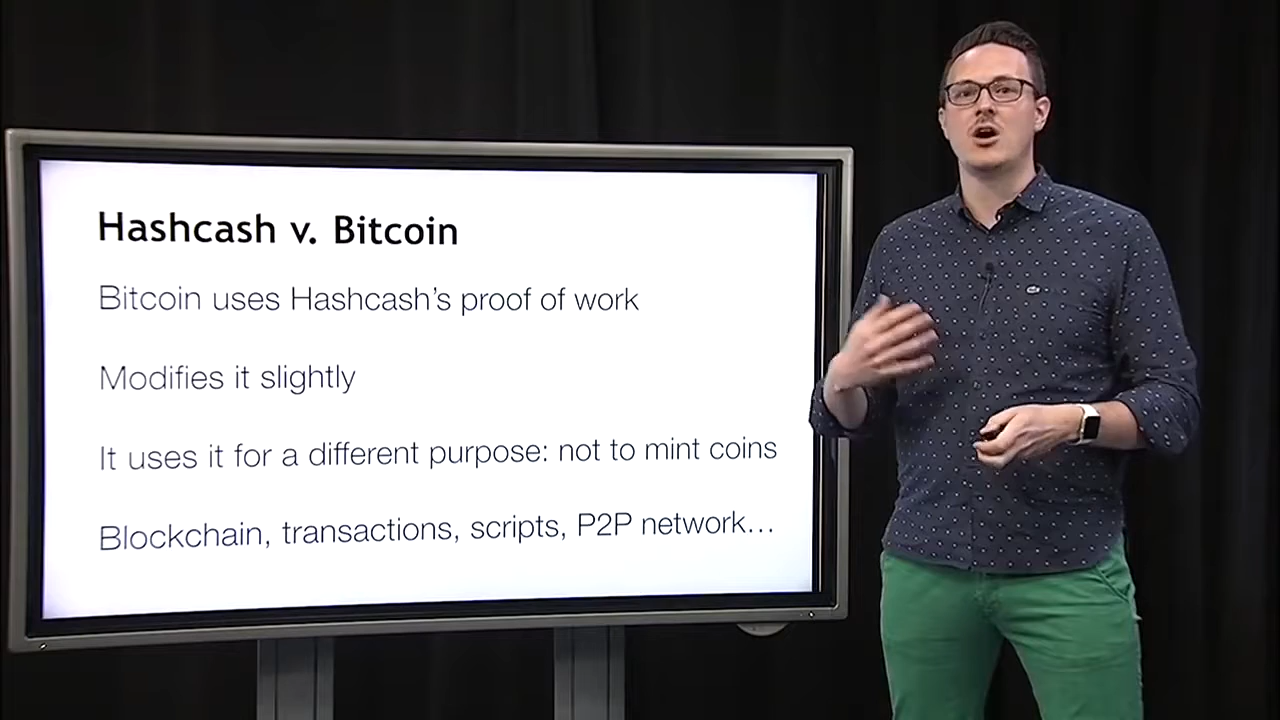 Hashcash v. Bitcoin
Bitcoin uses Hashcash’s proof of work
Modifies it slightly
It uses it for a different purpose: not to mint coins
Blockchain, transactions, scripts, P2P network…